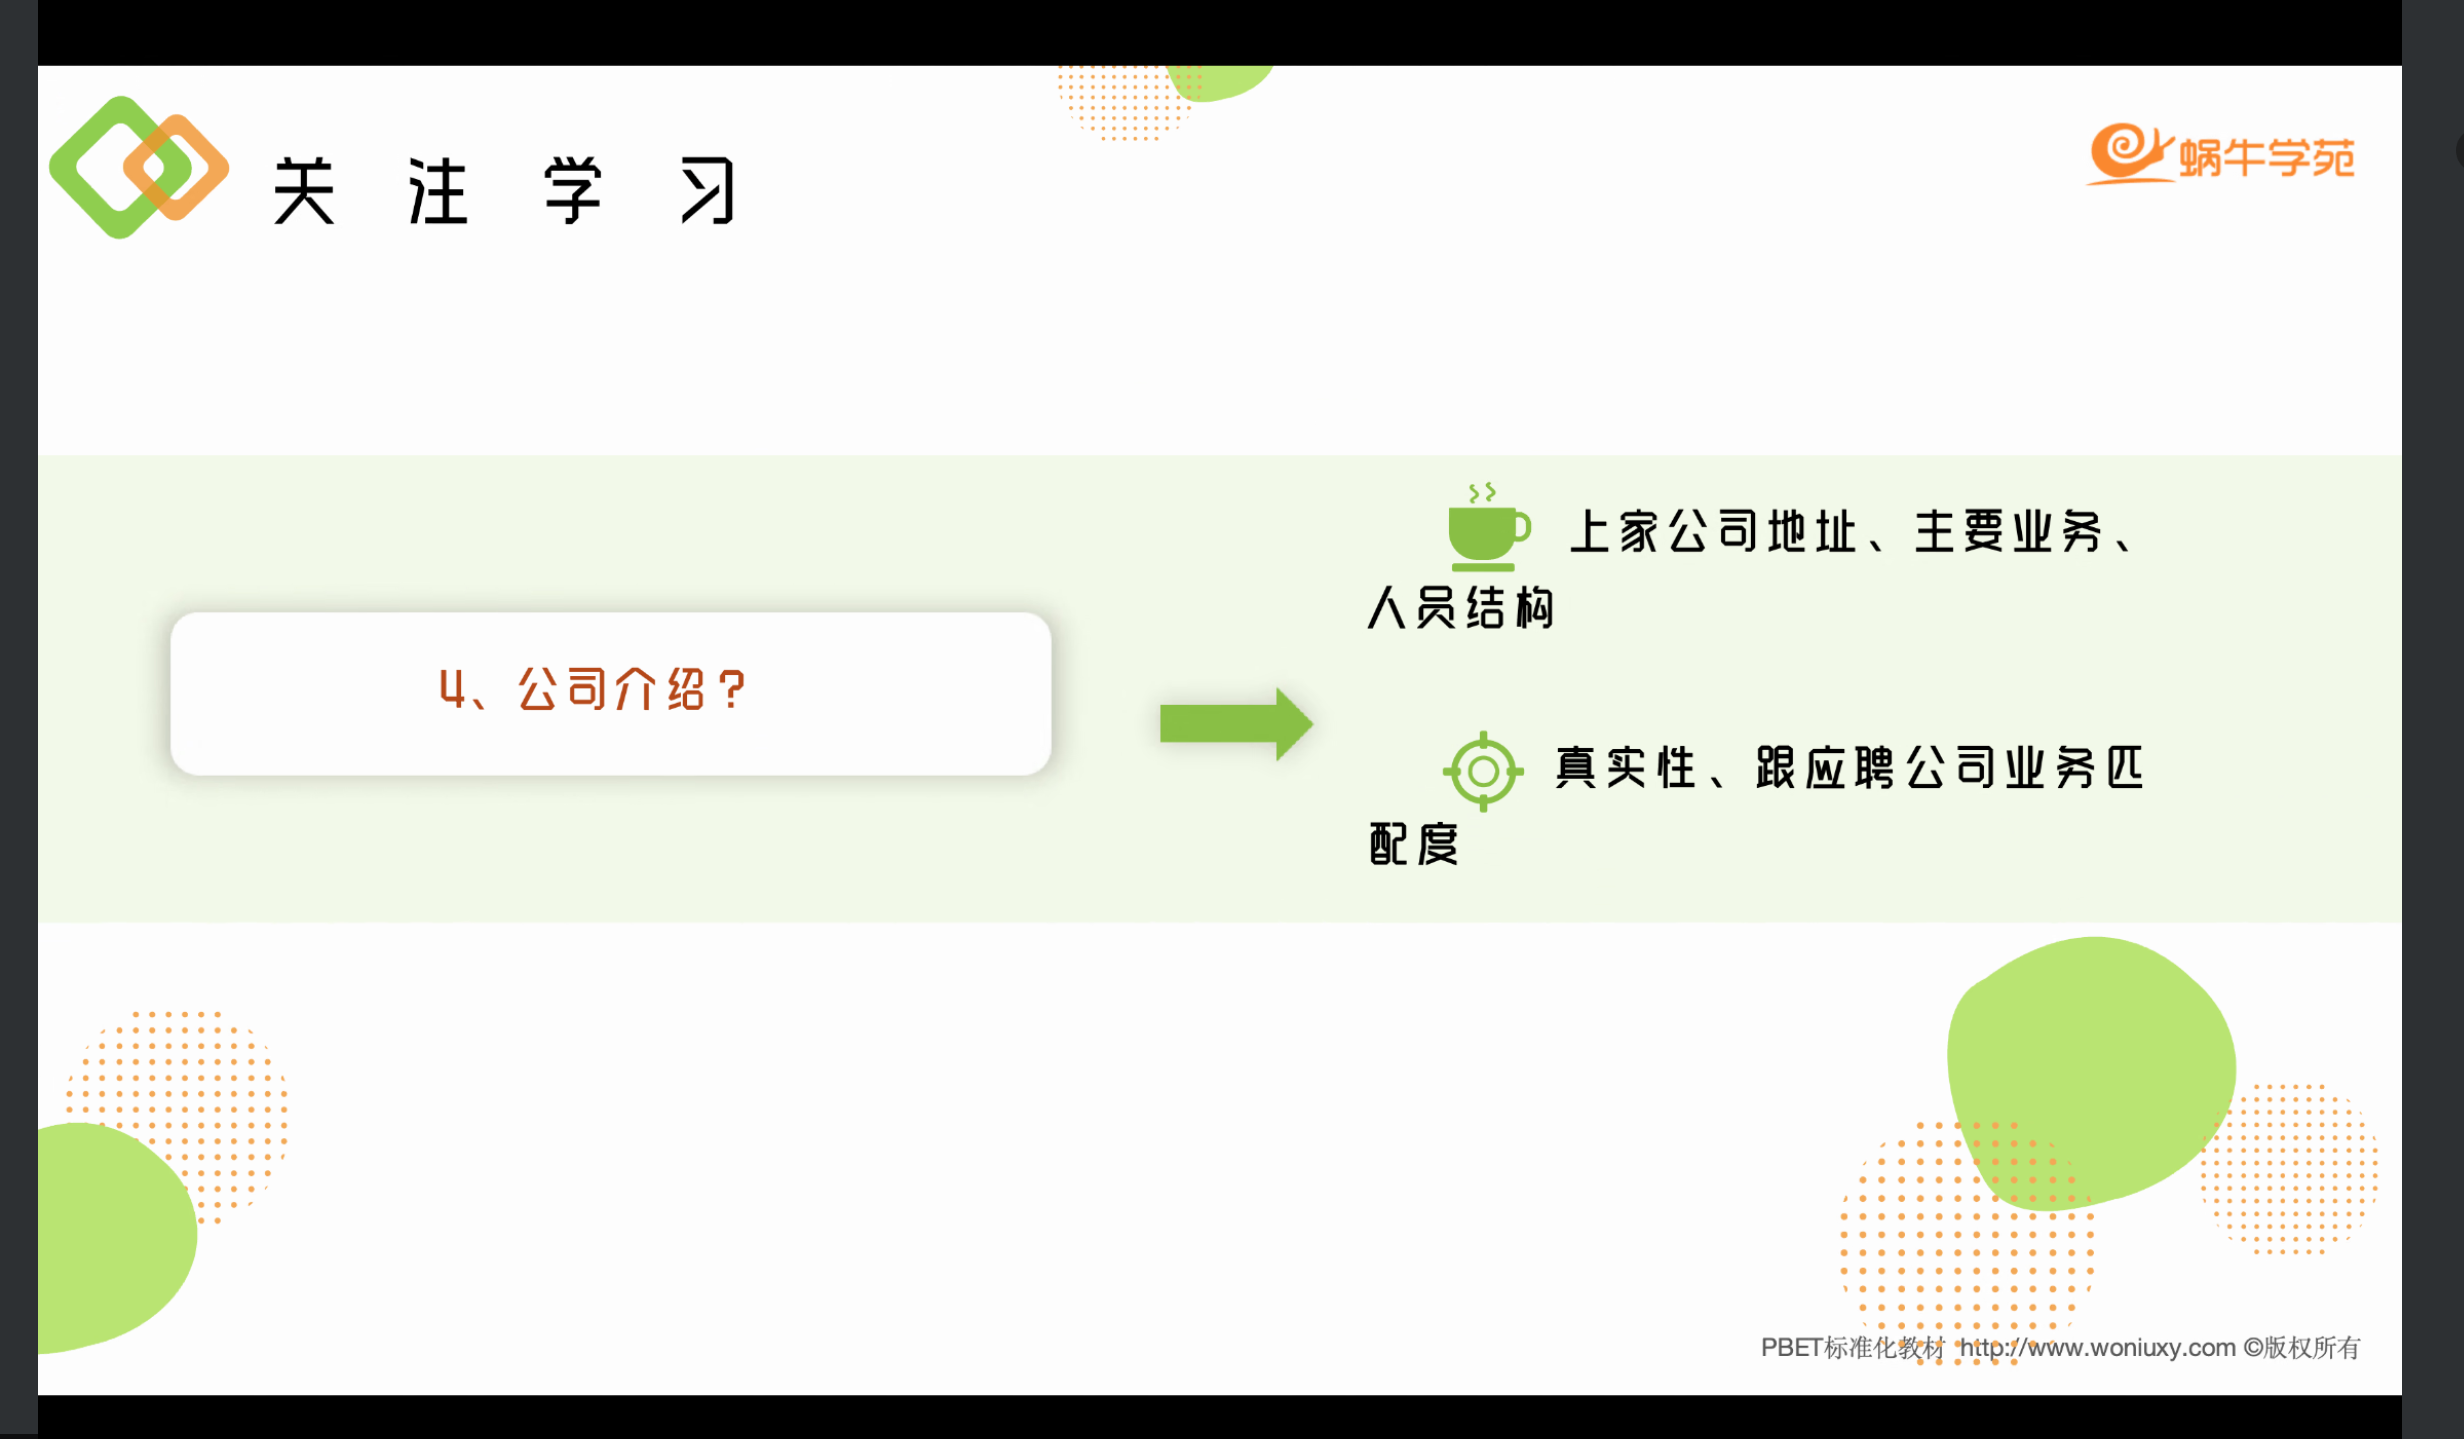 关注学习
蜗牛学苑
4、公司介绍？
上家公司地址、主要业务、
人员结构
真实性、跟应聘公司业务匹
配度
PBET标准化教材 http://www.woniuxy.com ©版权所有